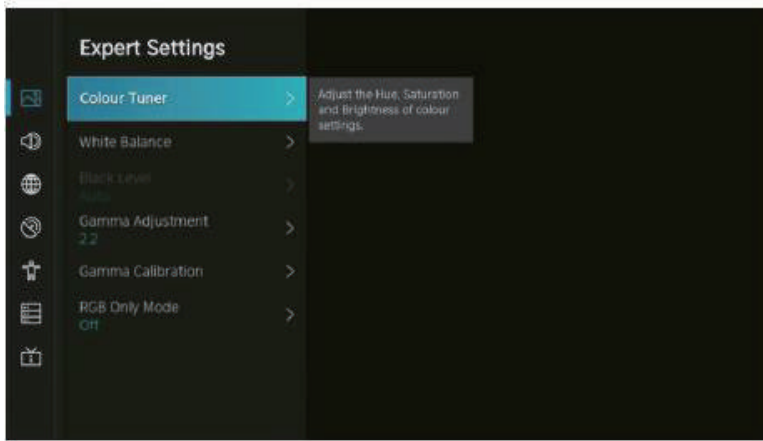 Expert Settings
Colour Tuner
Adjust the Hue, Saturation
and Brightness of colour
settings.
White Balance
Black Level
Auto
Gamma Adjustment
2.2
Gamma Calibration
RGB Only Mode
Off